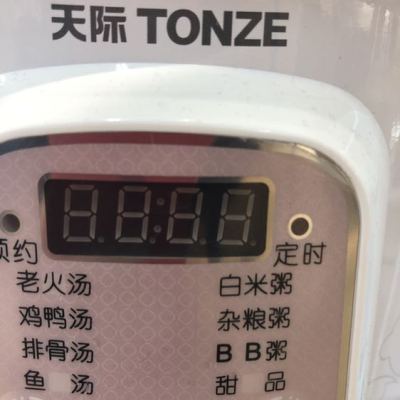 天际 TONZE
预约 定时
老火汤 白米粥
鸡鸭汤 杂粮粥
排骨汤 BB粥
鱼汤 甜品